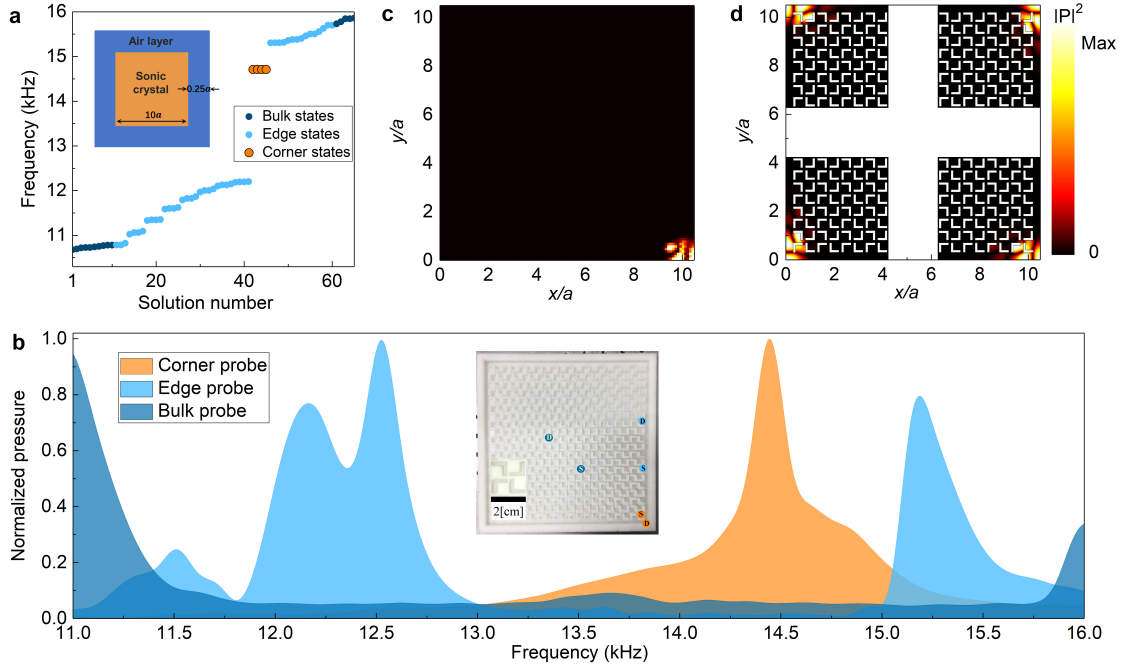 a
16
15
14
13
12
11
Frequency (kHz)
Air layer
Sonic
crystal
0.25a
10a
Bulk states
Edge states
Corner states
1
20
40
60
Solution number
c
10
8
6
4
2
0
y/a
0
2
4
6
8
10
x/a
d
10
8
6
4
2
0
y/a
0
2
4
6
8
10
x/a
|P|²
Max
0
b
1.0
0.8
0.6
0.4
0.2
0.0
Normalized pressure
Corner probe
Edge probe
Bulk probe
D
D
S
S
S
D
2[cm]
11.0
11.5
12.0
12.5
13.0
13.5
14.0
14.5
15.0
15.5
16.0
Frequency (kHz)